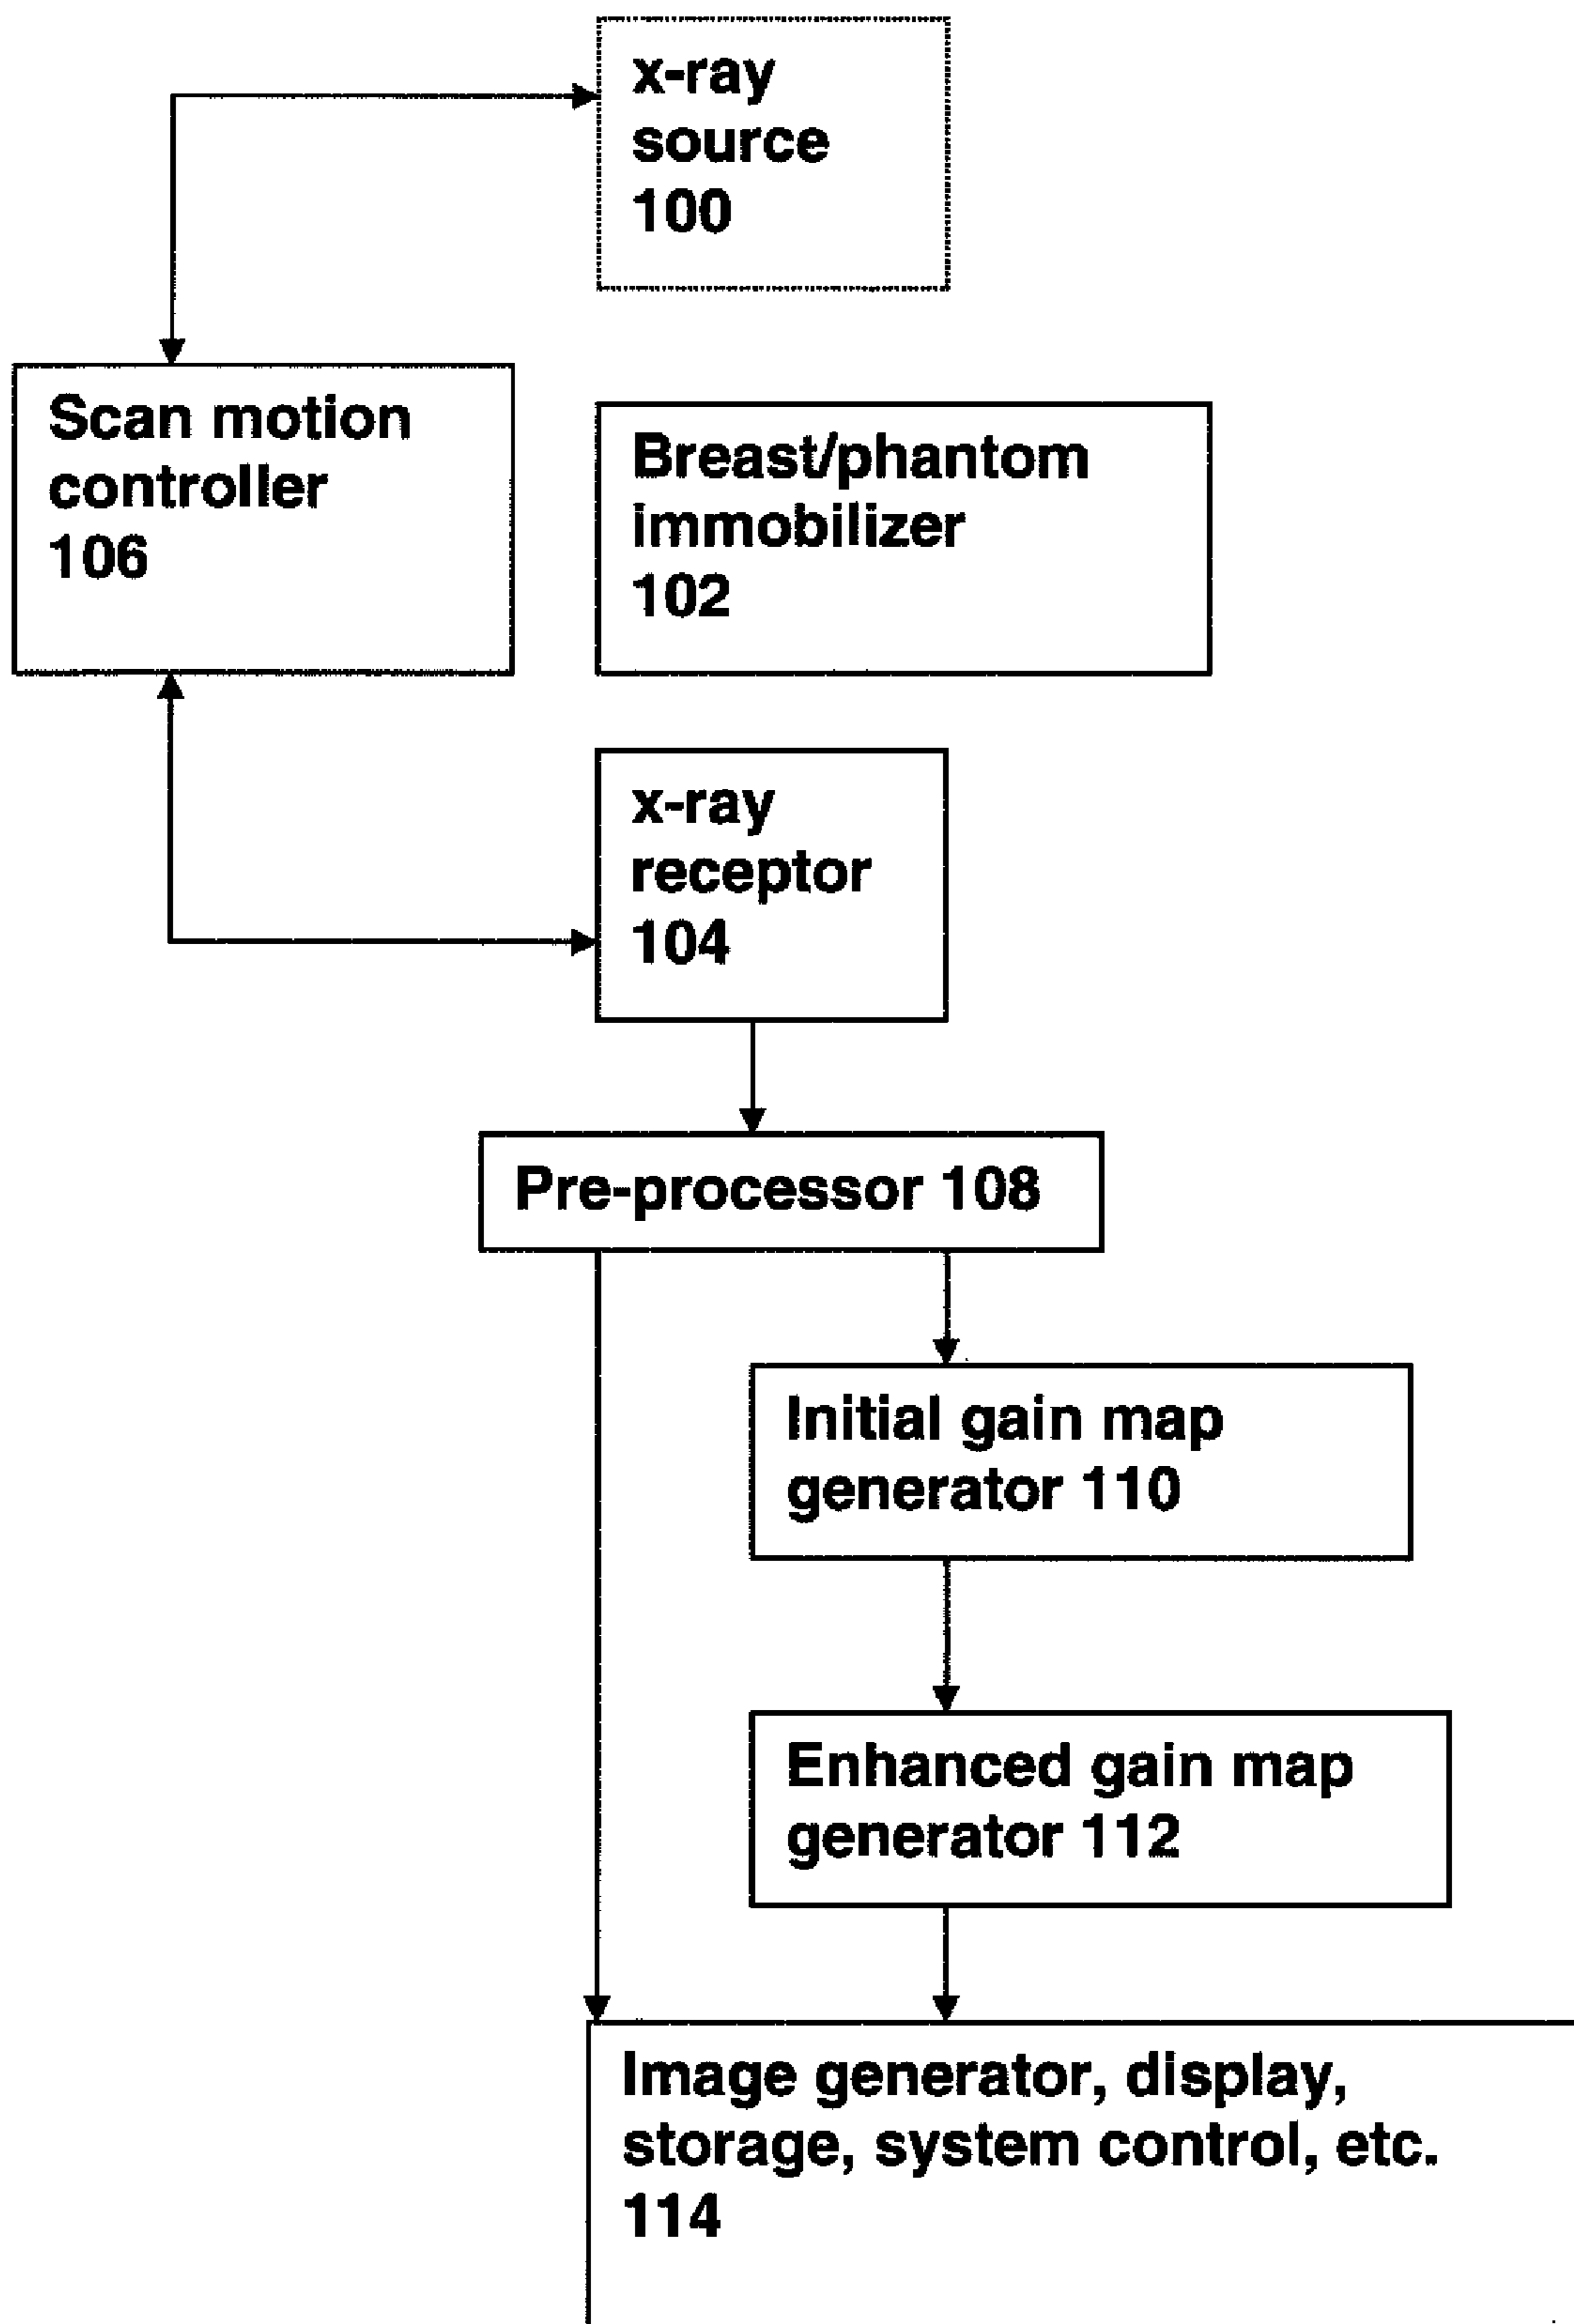 x-ray
source
100
Scan motion
controller
106
Breast/phantom
immobilizer
102
x-ray
receptor
104
Pre-processor 108
Initial gain map
generator 110
Enhanced gain map
generator 112
Image generator, display,
storage, system control, etc.
114